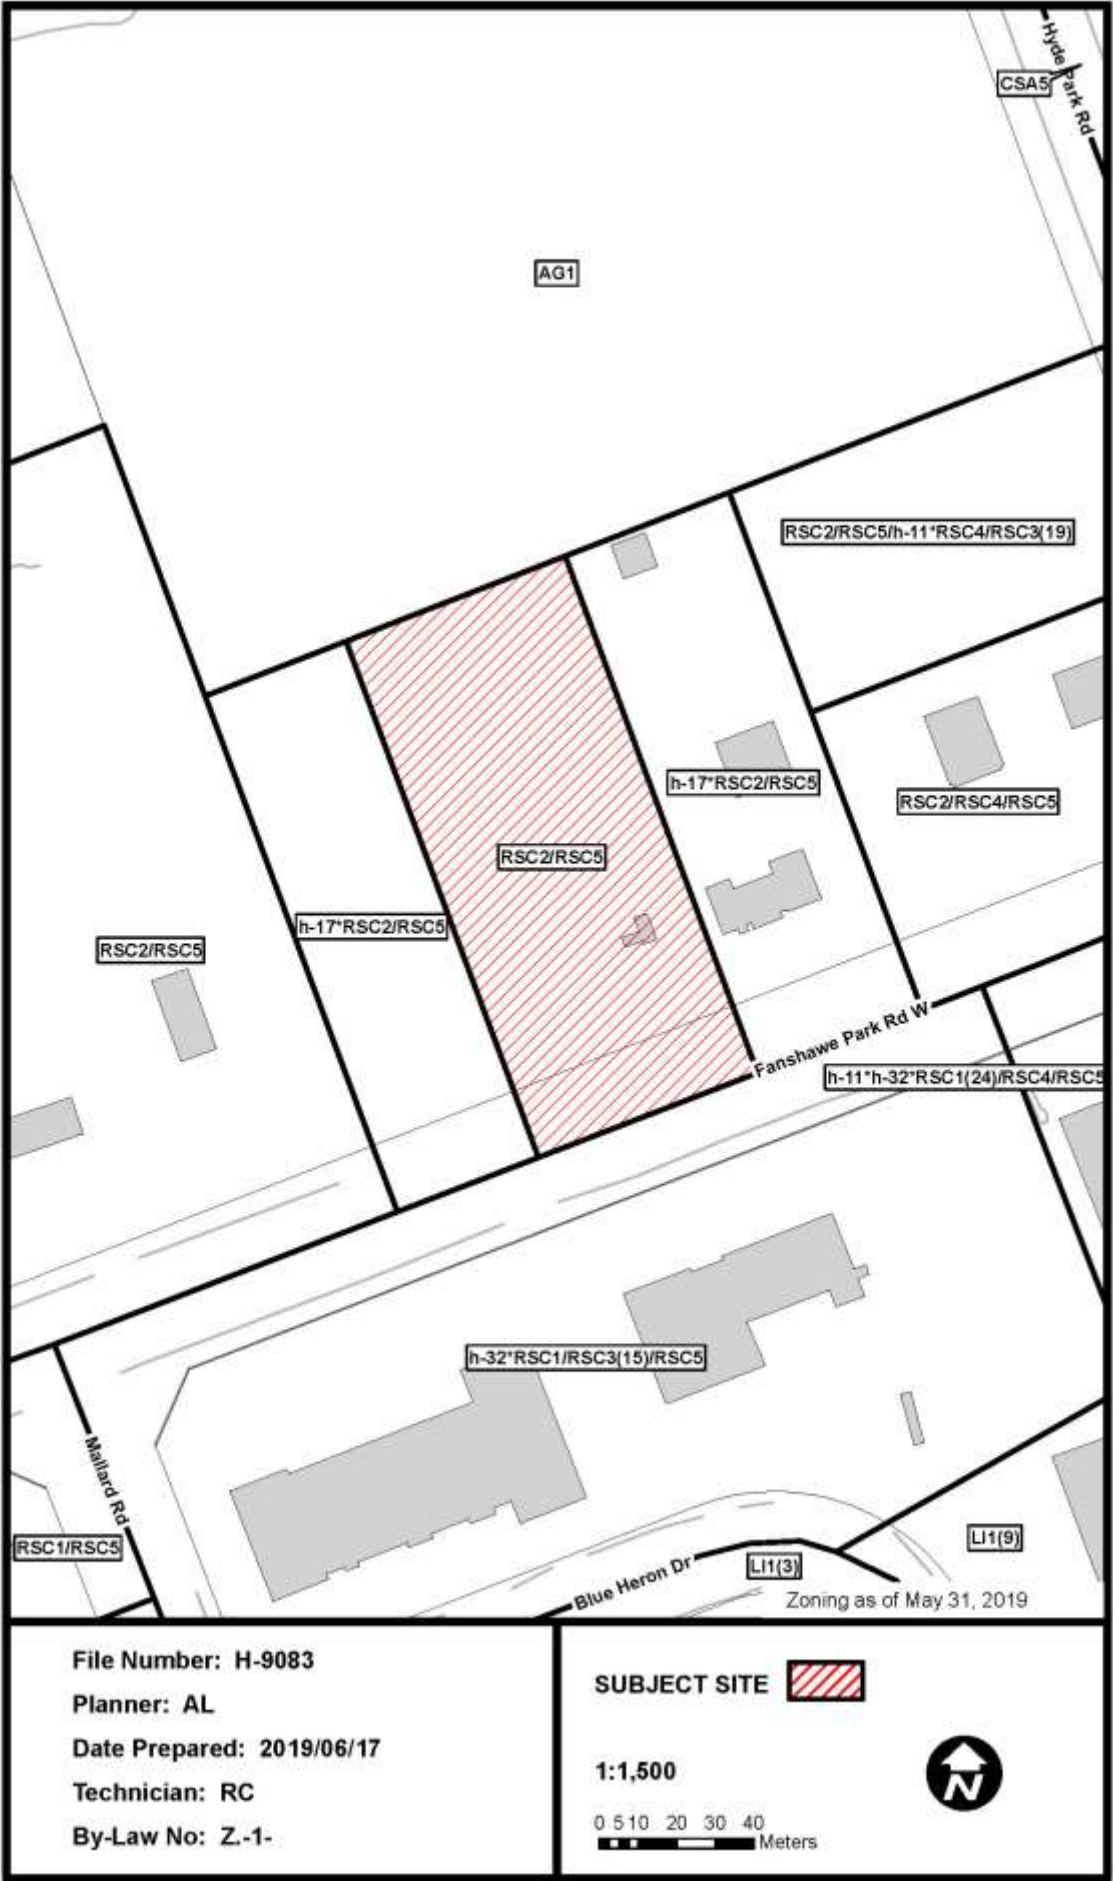 Hyde Park Rd
CSA5
AG1
RSC2/RSC5/h-11*RSC4/RSC3(19)
h-17*RSC2/RSC5
RSC2/RSC4/RSC5
RSC2/RSC5
h-17*RSC2/RSC5
RSC2/RSC5
Fanshawe Park Rd W
h-11*h-32*RSC1(24)/RSC4/RSC5
h-32*RSC1/RSC3(15)/RSC5
Mallard Rd
RSC1/RSC5
LI1(9)
LI1(3)
Blue Heron Dr
Zoning as of May 31, 2019
File Number: H-9083
Planner: AL
Date Prepared: 2019/06/17
Technician: RC
By-Law No: Z.-1-
SUBJECT SITE
1:1,500
0 5 10 20 30 40
Meters
N